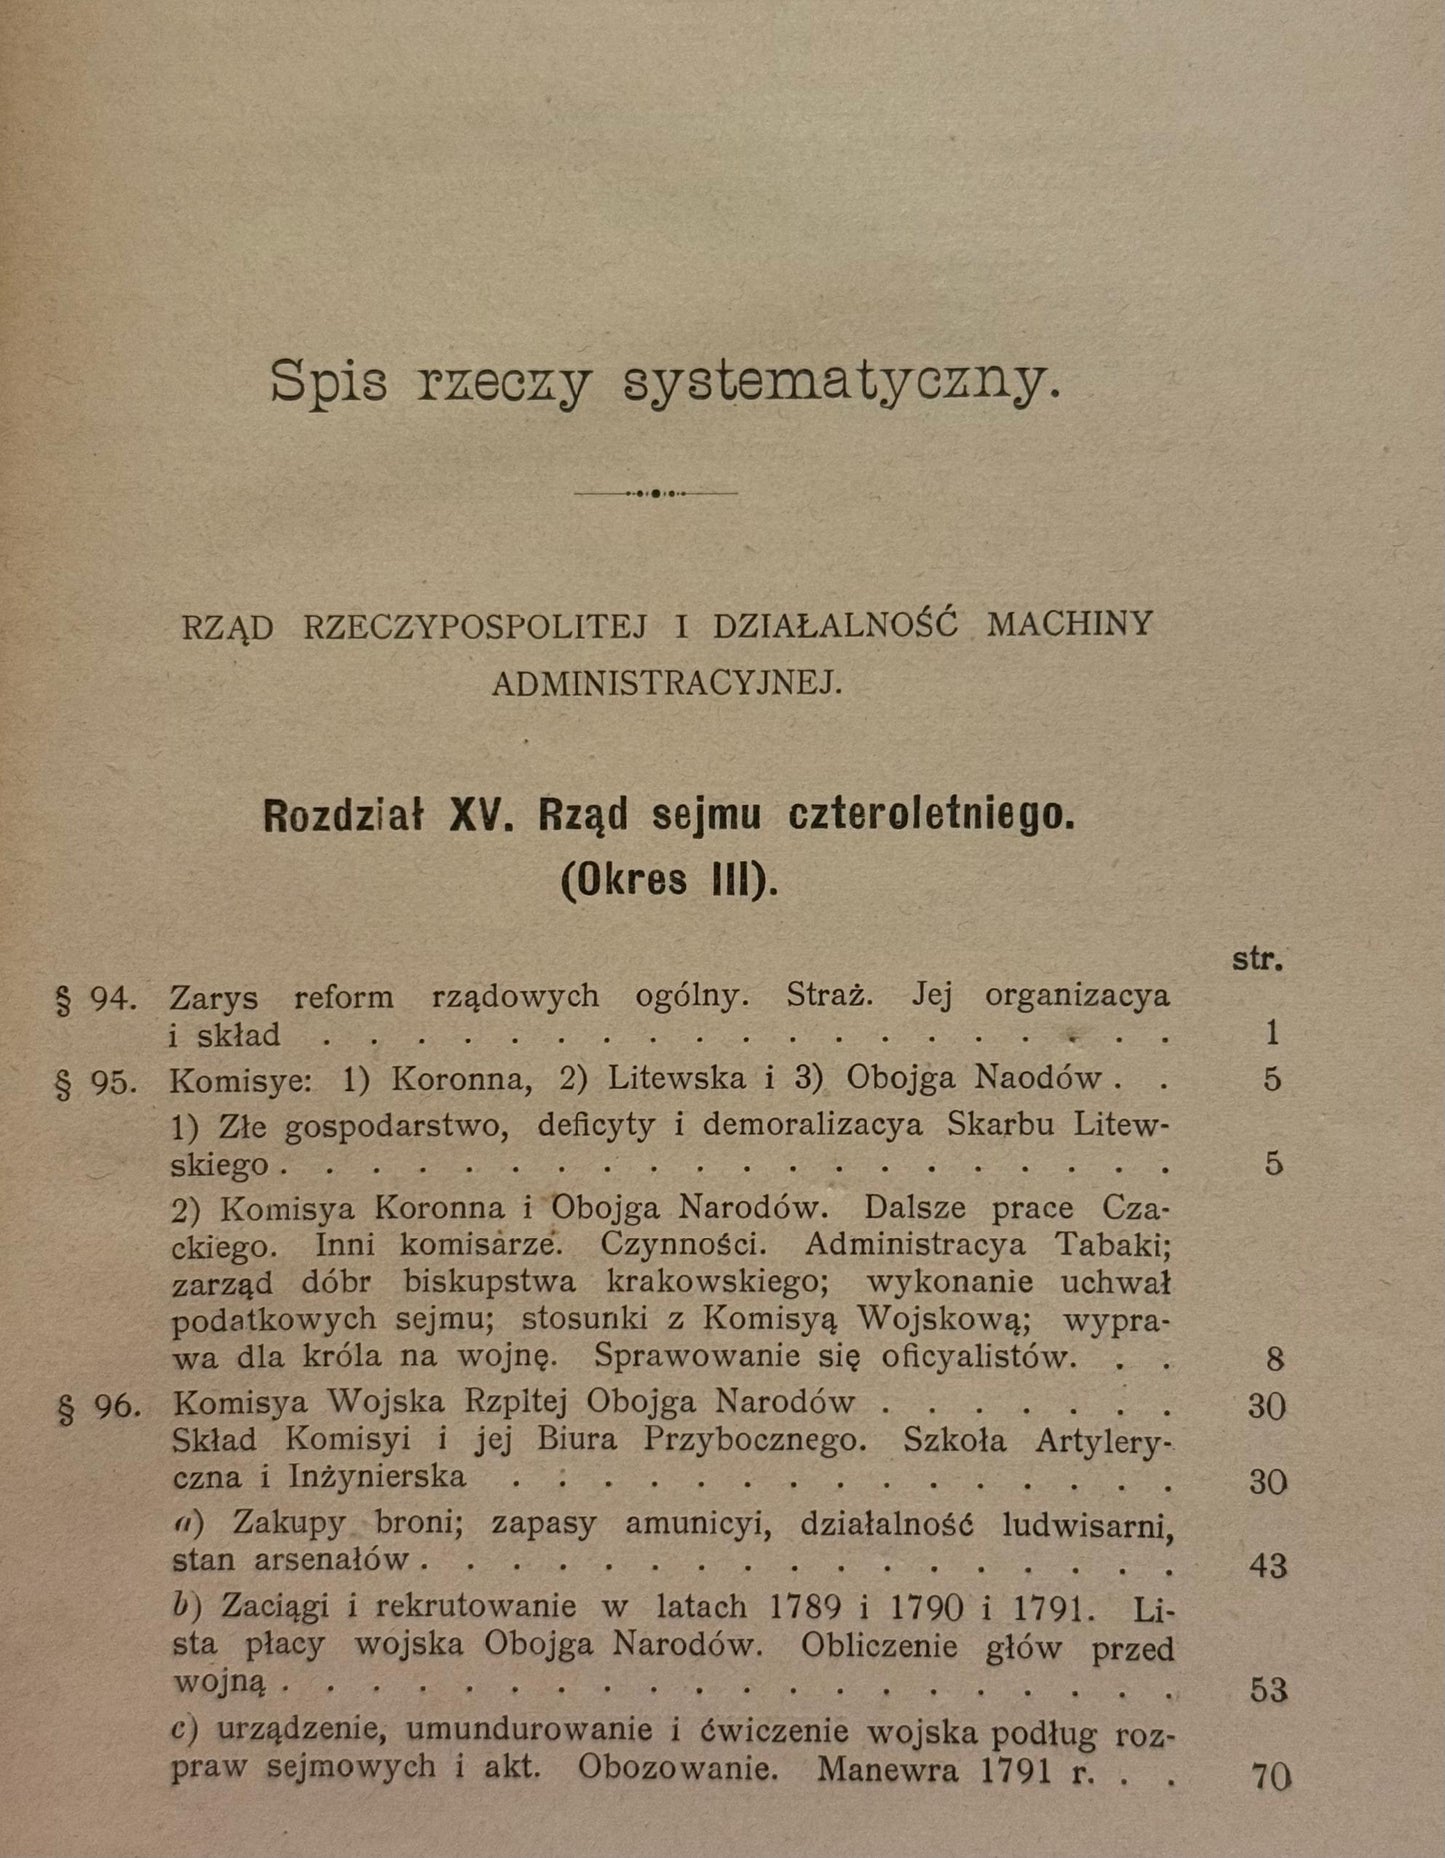 Spis rzeczy systematyczny.
RZĄD RZECZYPOSPOLITEJ I DZIAŁALNOŚĆ MACHINY
ADMINISTRACYJNEJ.
Rozdział XV. Rząd sejmu czteroletniego.
(Okres III).
str.
§ 94. Zarys reform rządowych ogólny. Straż. Jej organizacya
i skład . . . . . . . . . . . . . . . . . . . 1
§ 95. Komisye: 1) Koronna, 2) Litewska i 3) Obojga Naodów . . 5
1) Złe gospodarstwo, deficyty i demoralizacya Skarbu Litew-
skiego . . . . . . . . . . . . . . . . . . . . 5
2) Komisya Koronna i Obojga Narodów. Dalsze prace Cza-
ckiego. Inni komisarze. Czynności. Administracya Tabaki;
zarząd dóbr biskupstwa krakowskiego; wykonanie uchwał
podatkowych sejmu; stosunki z Komisyą Wojskową; wypra-
wa dla króla na wojnę. Sprawowanie się oficyalistów. . . 8
§ 96. Komisya Wojska Rzpltej Obojga Narodów . . . . . . . 30
Skład Komisyi i jej Biura Przybocznego. Szkoła Artylery-
czna i Inżynierska . . . . . . . . . . . . . . . 30
a) Zakupy broni; zapasy amunicyi, działalność ludwisarni,
stan arsenałów . . . . . . . . . . . . . . . . . 43
b) Zaciągi i rekrutowanie w latach 1789 i 1790 i 1791. Li-
sta płacy wojska Obojga Narodów. Obliczenie głów przed
wojną . . . . . . . . . . . . . . . . . . . . 53
c) urządzenie, umundurowanie i ćwiczenie wojska podług roz-
praw sejmowych i akt. Obozowanie. Manewra 1791 r. . . 70